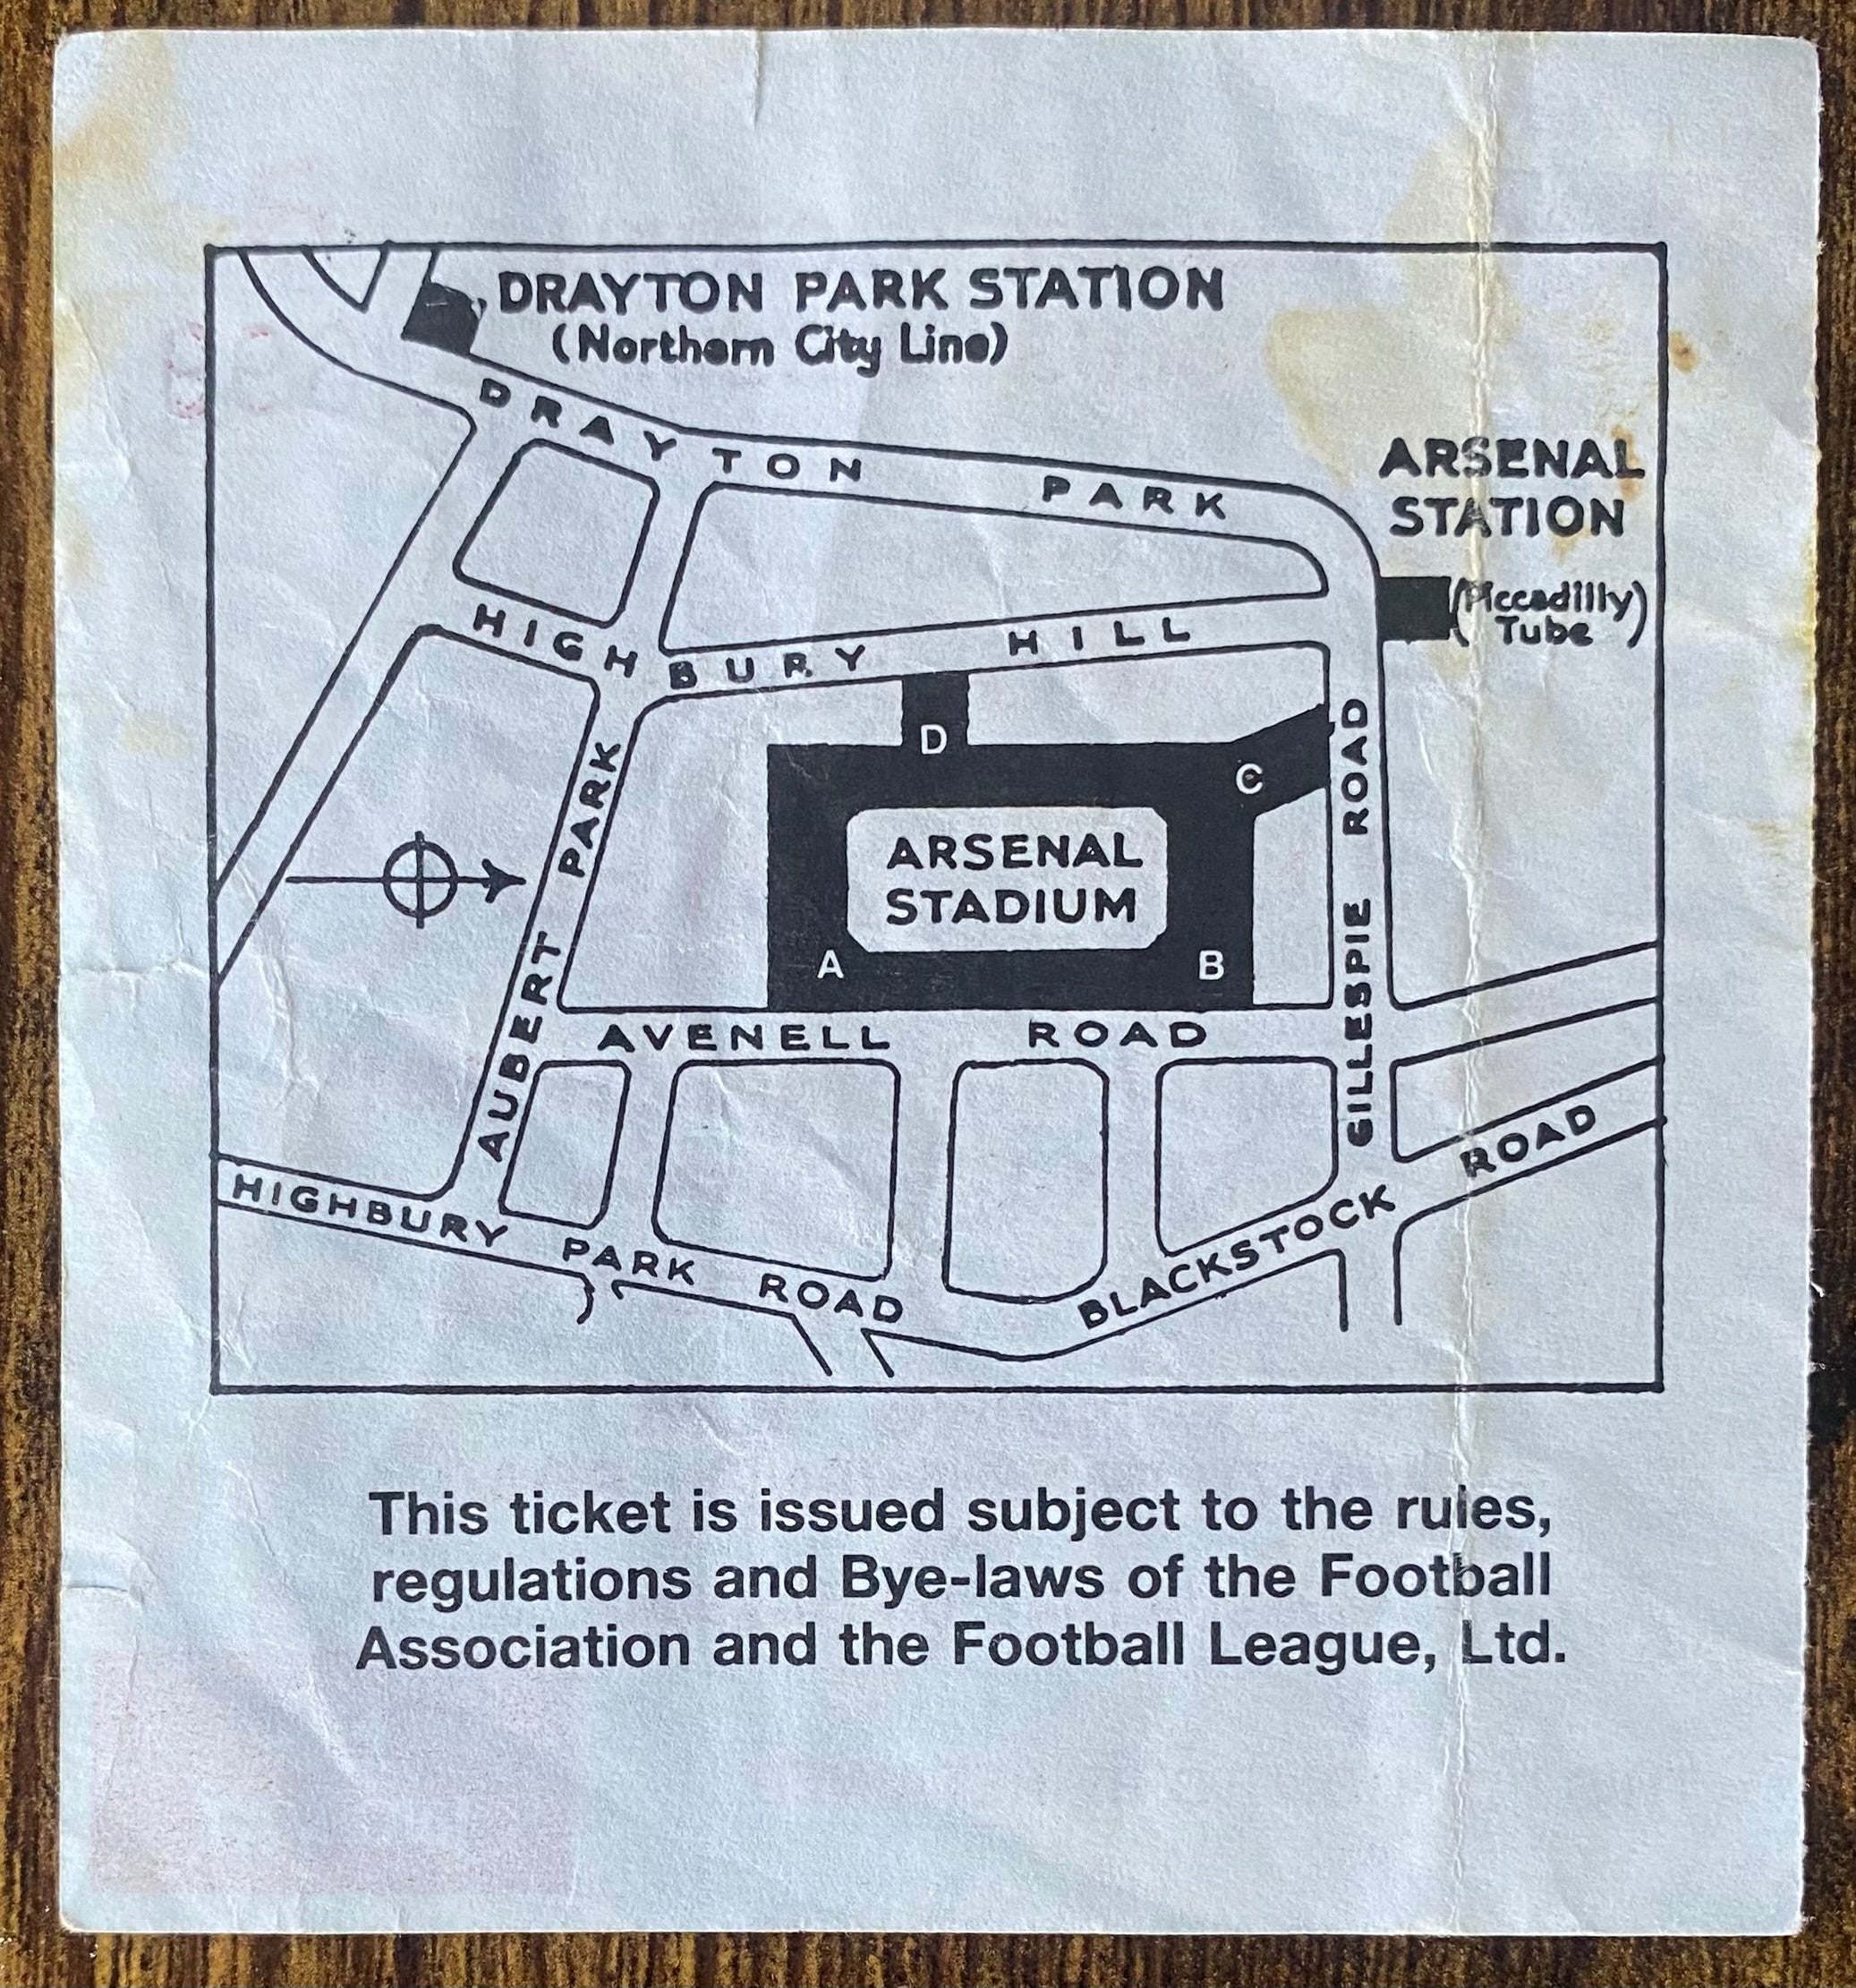 DRAYTON PARK STATION
(Northern City Line)
DRAYTON PARK
ARSENAL
STATION
(Piccadilly)
Tube
HIGHBURY HILL
D
C
ARSENAL
STADIUM
A
B
AUBERT PARK
GILLESPIE ROAD
AVENELL ROAD
HIGHBURY PARK ROAD
BLACKSTOCK ROAD
This ticket is issued subject to the rules,
regulations and Bye-laws of the Football
Association and the Football League, Ltd.